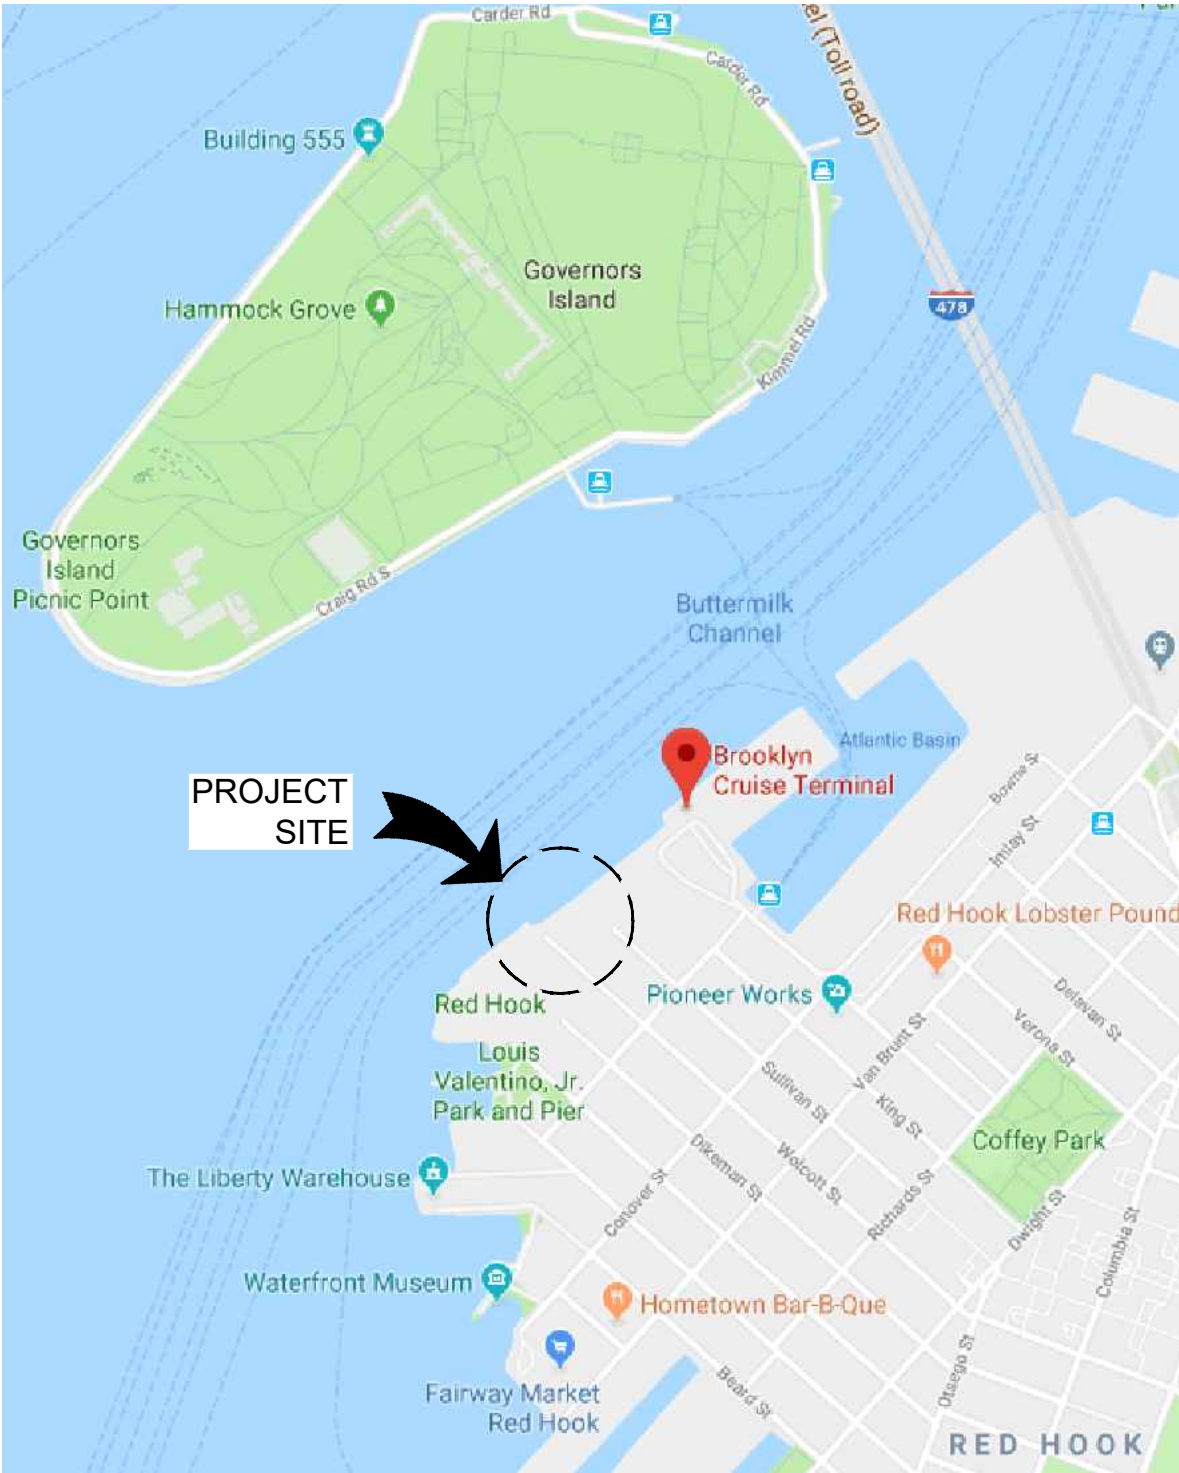 Carder Rd
Carder Rd
el (Toll road)
Building 555
Governors
Island
Hammock Grove
478
Kimmel Rd
Governors
Island
Picnic Point
Craig Rd S
Buttermilk
Channel
Atlantic Basin
Brooklyn
Cruise Terminal
PROJECT
SITE
Bowne S
Imlay St
Red Hook Lobster Pound
Pioneer Works
Red Hook
Delavan St
Verona St
Van Brunt St
Louis
Valentino, Jr.
Park and Pier
Sullivan St
King St
Coffey Park
Dikeman St
Wolcott St
The Liberty Warehouse
Conover St
Richards St
Dwight St
Columbia St
Waterfront Museum
Hometown Bar-B-Que
Otsego St
Beard St
Fairway Market
Red Hook
RED HOOK